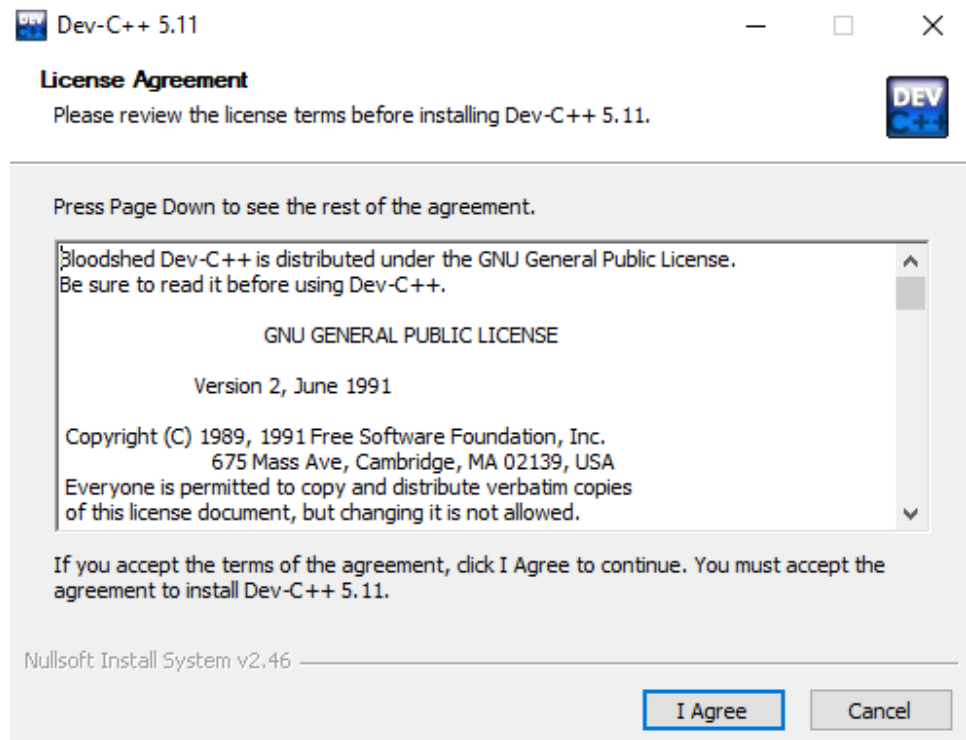 DEV C++ Dev-C++ 5.11
License Agreement
Please review the license terms before installing Dev-C++ 5.11.
DEV
C++
Press Page Down to see the rest of the agreement.
Bloodshed Dev-C++ is distributed under the GNU General Public License.
Be sure to read it before using Dev-C++.
GNU GENERAL PUBLIC LICENSE
Version 2, June 1991
Copyright (C) 1989, 1991 Free Software Foundation, Inc.
675 Mass Ave, Cambridge, MA 02139, USA
Everyone is permitted to copy and distribute verbatim copies
of this license document, but changing it is not allowed.
If you accept the terms of the agreement, click I Agree to continue. You must accept the
agreement to install Dev-C++ 5.11.
Nullsoft Install System v2.46
I Agree Cancel